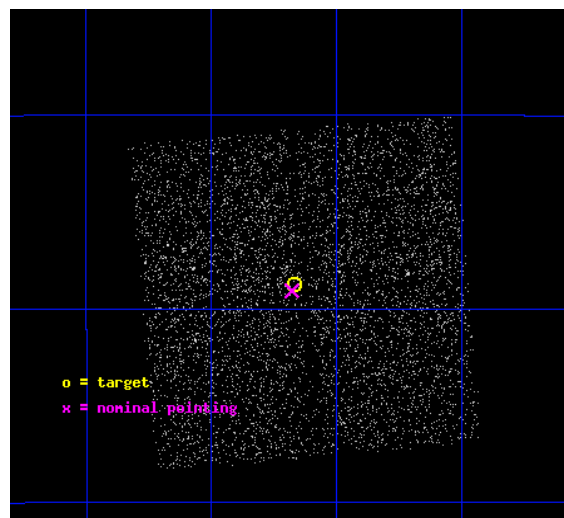 o = target
x = nominal pointing